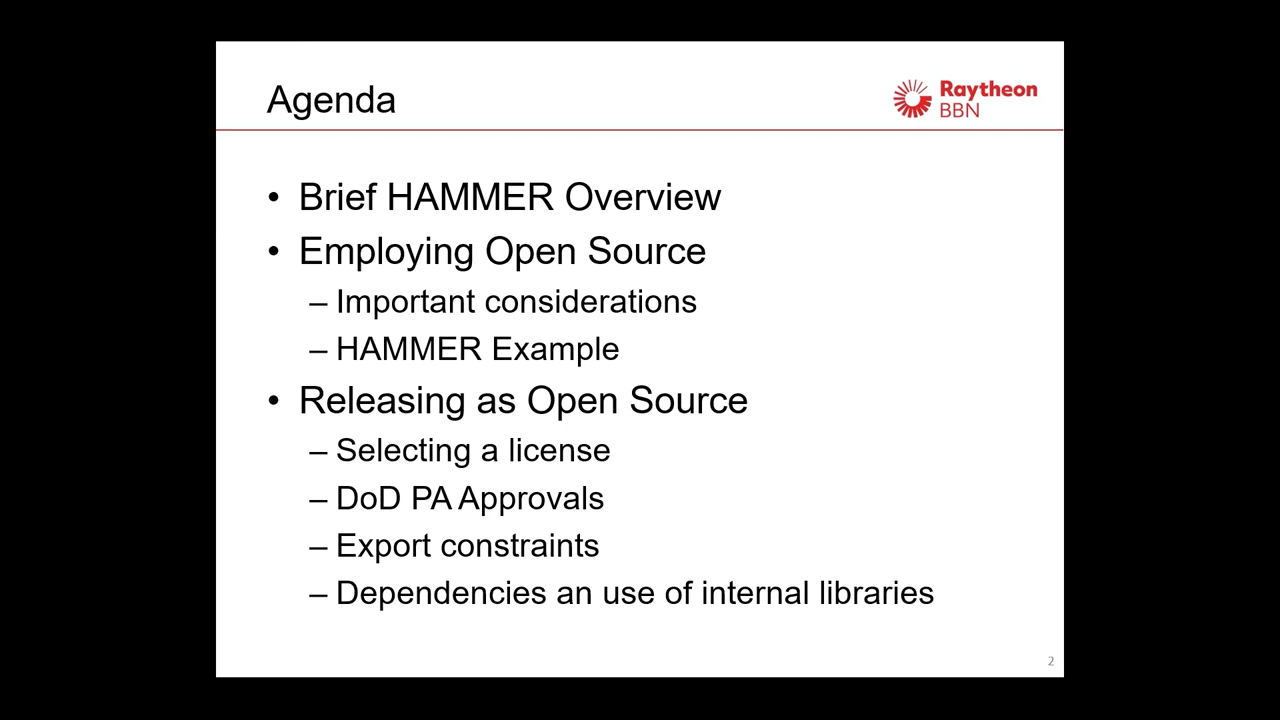 Agenda
Raytheon
BBN
• Brief HAMMER Overview
• Employing Open Source
– Important considerations
– HAMMER Example
• Releasing as Open Source
– Selecting a license
– DoD PA Approvals
– Export constraints
– Dependencies an use of internal libraries
2